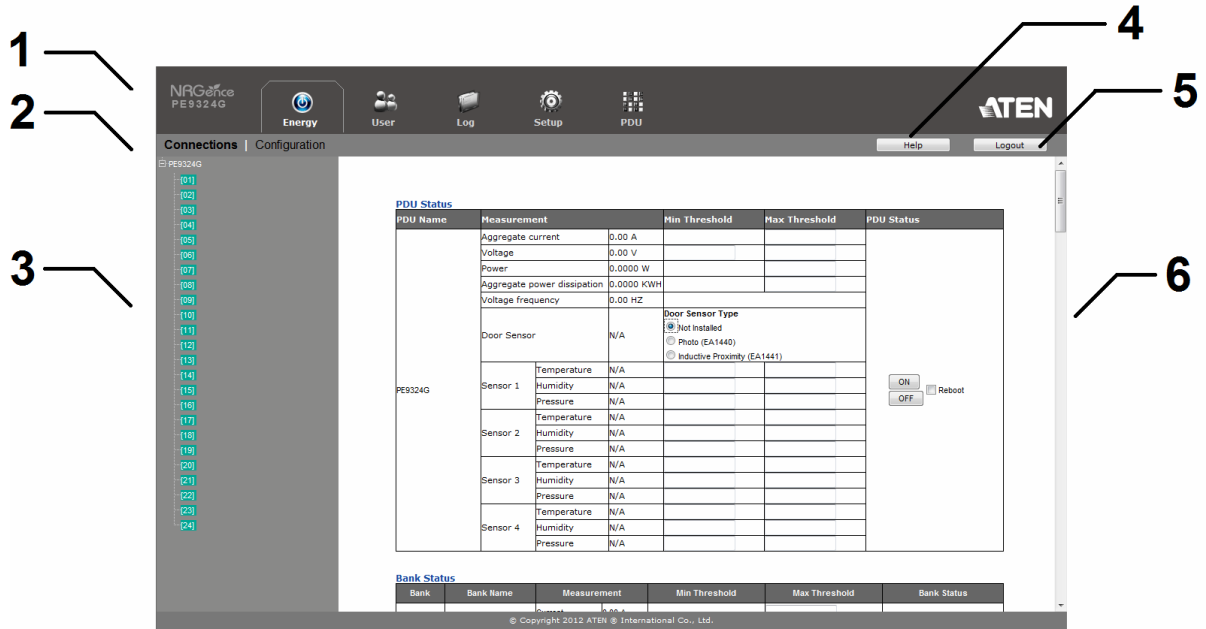 4
1
5
2
NRGence
PE9324G
Energy
User
Log
Setup
PDU
ATEN
Connections | Configuration
Help
Logout
PE9324G
[01]
[02]
[03]
[04]
[05]
[06]
[07]
[08]
[09]
[10]
[11]
[12]
[13]
[14]
[15]
[16]
[17]
[18]
[19]
[20]
[21]
[22]
[23]
[24]
3
6
PDU Status
PDU Name Measurement Min Threshold Max Threshold PDU Status
Aggregate current 0.00 A
Voltage 0.00 V
Power 0.0000 W
Aggregate power dissipation 0.0000 KWH
Voltage frequency 0.00 HZ
Door Sensor N/A
Door Sensor Type
Not Installed
Photo (EA1440)
Inductive Proximity (EA1441)
PE9324G
Sensor 1
Temperature N/A
Humidity N/A
Pressure N/A
Sensor 2
Temperature N/A
Humidity N/A
Pressure N/A
Sensor 3
Temperature N/A
Humidity N/A
Pressure N/A
Sensor 4
Temperature N/A
Humidity N/A
Pressure N/A
ON
OFF
Reboot
Bank Status
Bank Bank Name Measurement Min Threshold Max Threshold Bank Status
© Copyright 2012 ATEN ® International Co., Ltd.